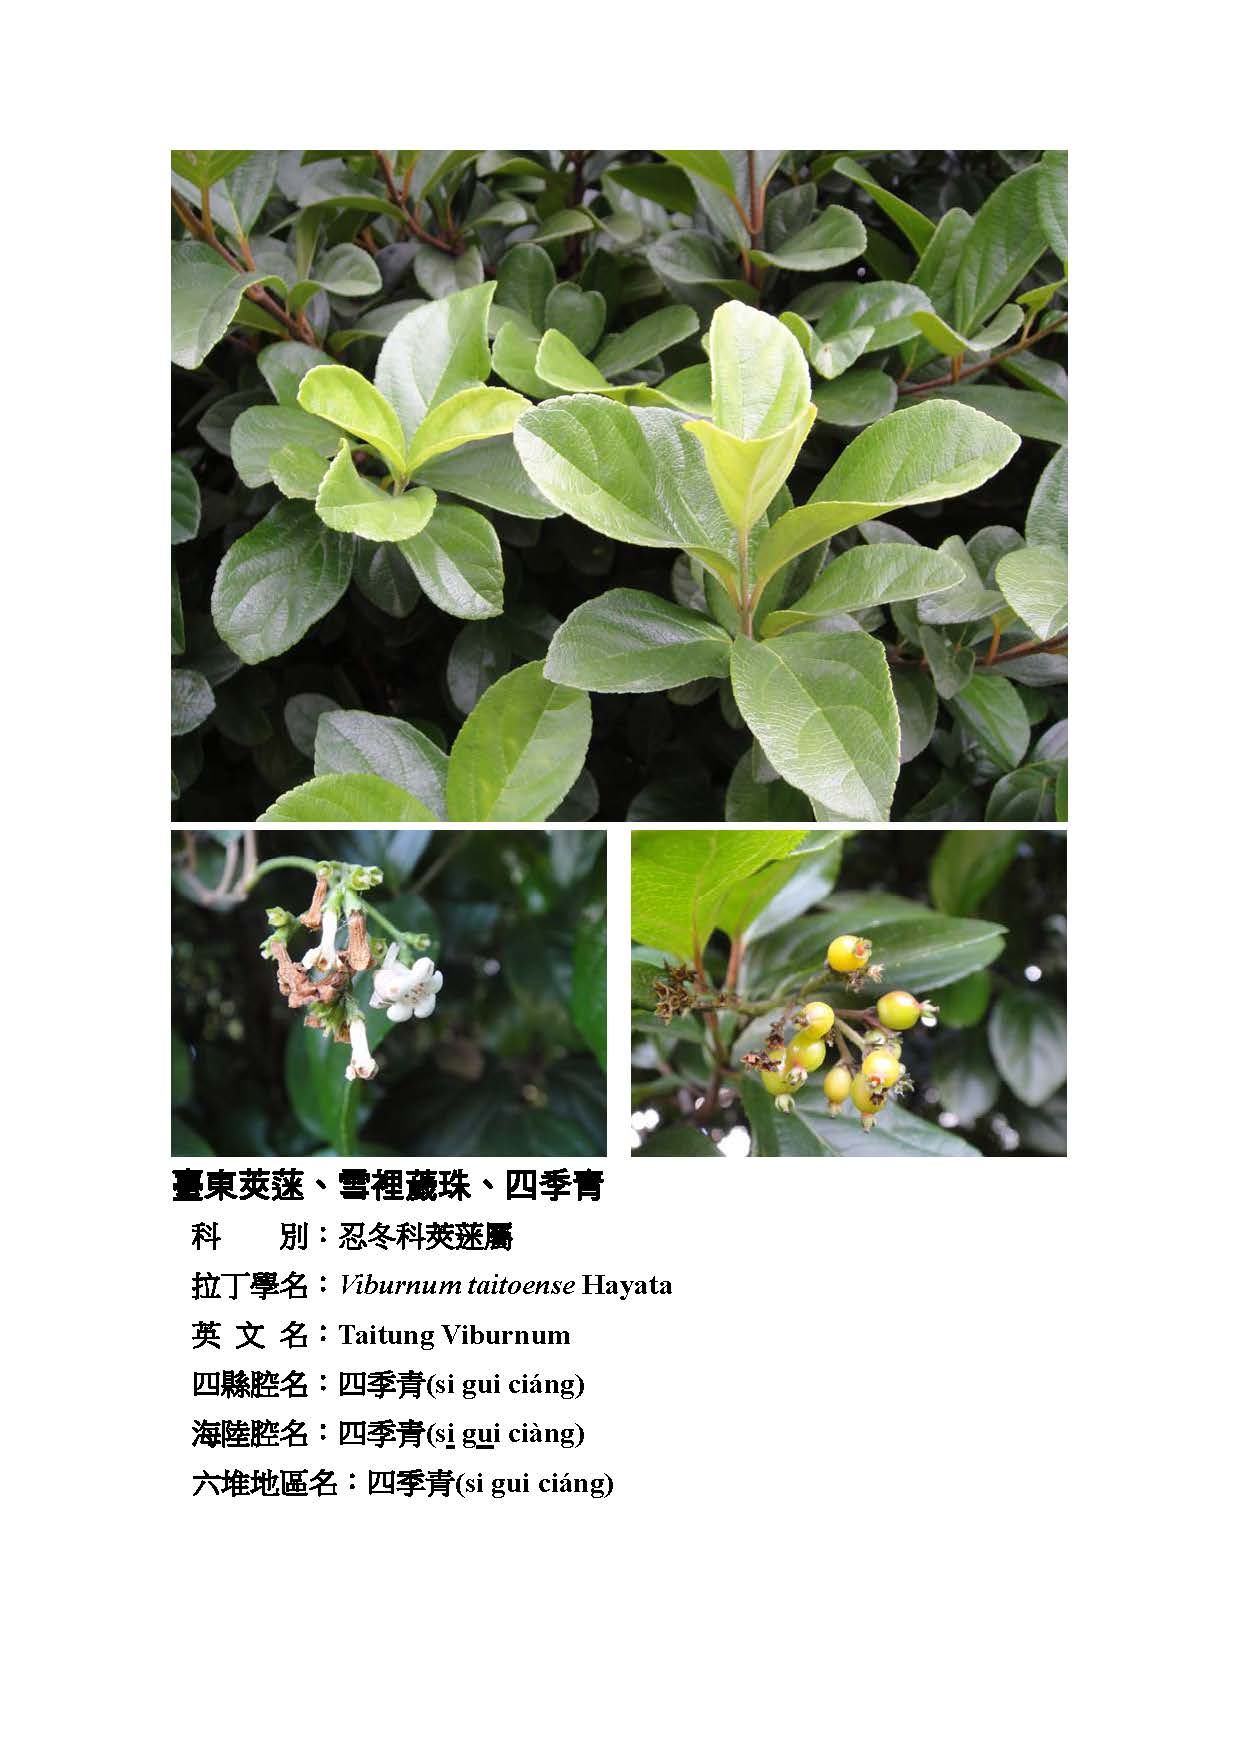 臺東莢蒾、雪裡藏珠、四季青
科　　別：忍冬科莢蒾屬
拉丁學名：Viburnum taitoense Hayata
英 文 名：Taitung Viburnum
四縣腔名：四季青(si gui ciáng)
海陸腔名：四季青(si gui ciàng)
六堆地區名：四季青(si gui ciáng)